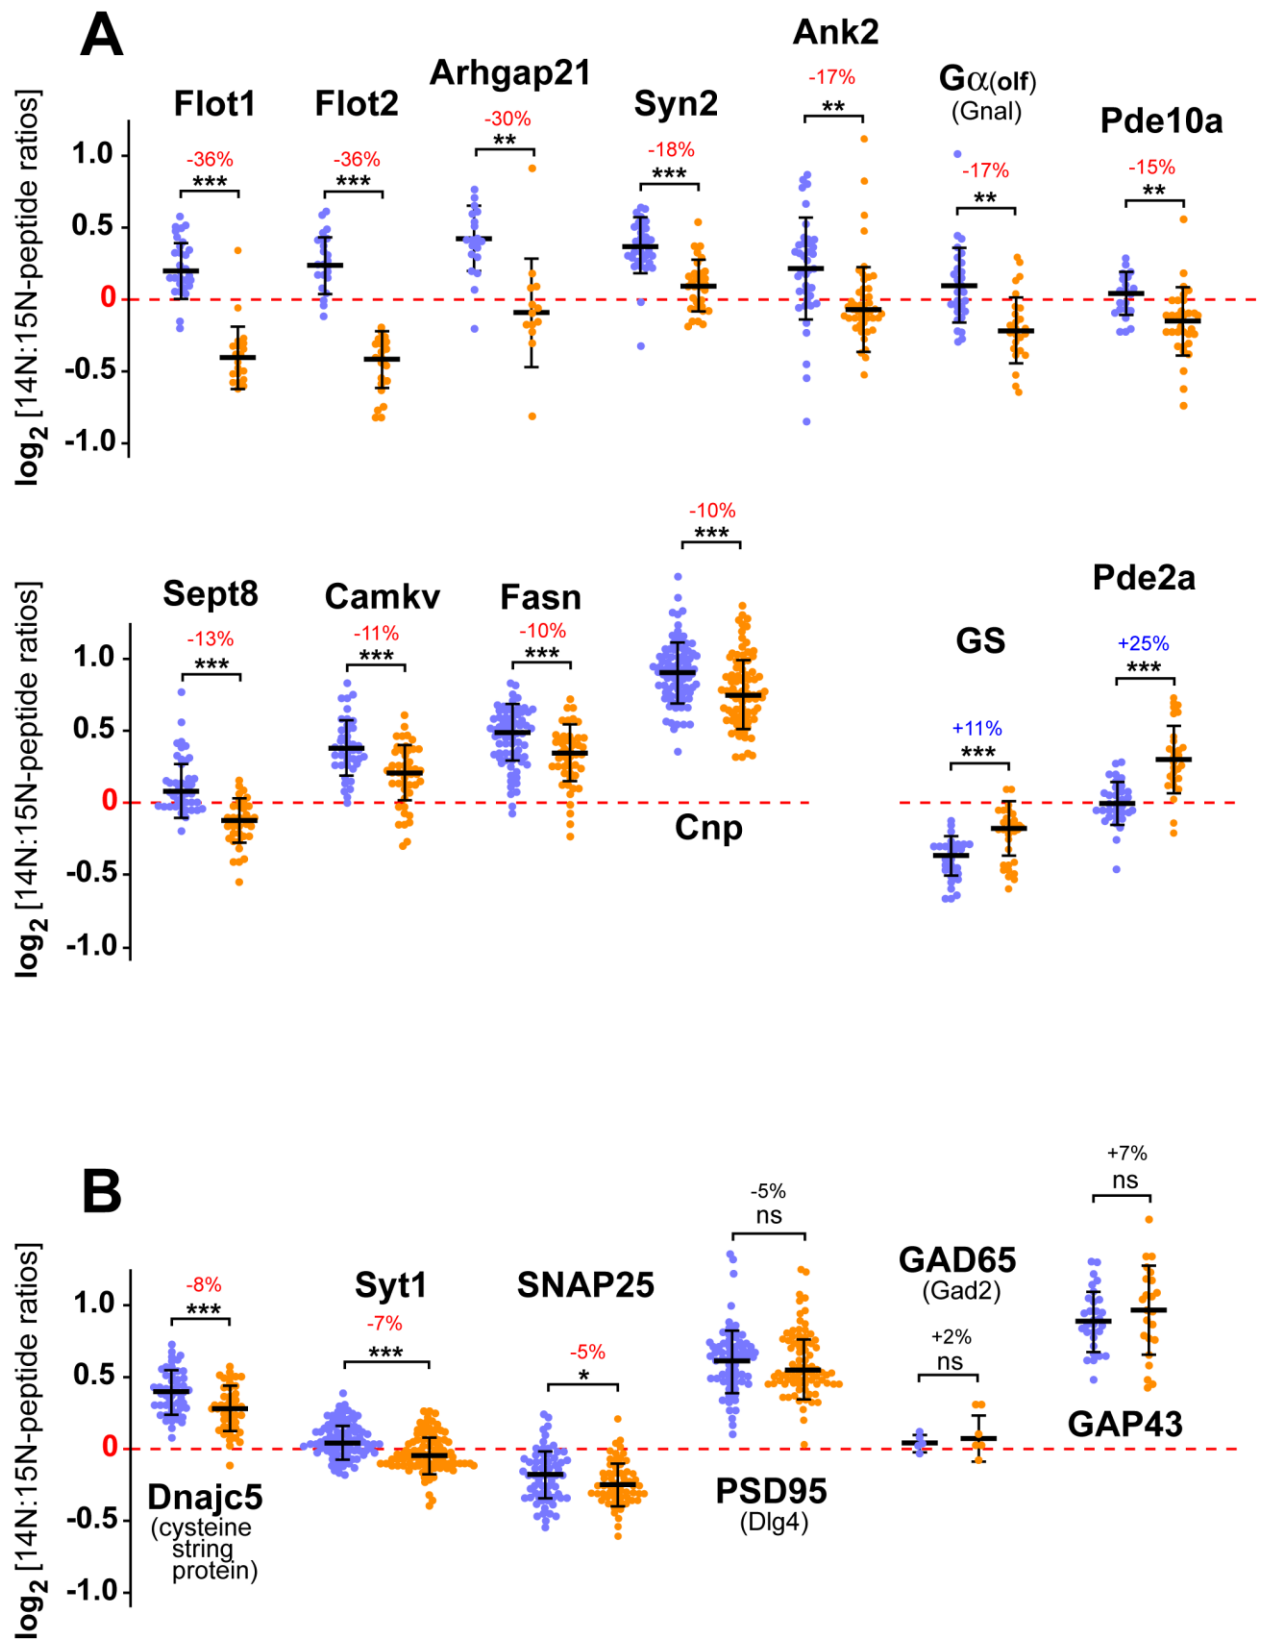 A
Flot1
-36%
***
Flot2
-36%
***
Arhgap21
-30%
**
Syn2
-18%
***
Ank2
-17%
**
Gα(olf)
(Gnal)
-17%
**
Pde10a
-15%
**
log2 [14N:15N-peptide ratios]
1.0
0.5
0
-0.5
-1.0
Sept8
-13%
***
Camkv
-11%
***
Fasn
-10%
***
-10%
***
Cnp
GS
+11%
***
Pde2a
+25%
***
log2 [14N:15N-peptide ratios]
1.0
0.5
0
-0.5
-1.0
B
-8%
***
Dnajc5
(cysteine
string
protein)
Syt1
-7%
***
SNAP25
-5%
*
-5%
ns
PSD95
(Dlg4)
GAD65
(Gad2)
+2%
ns
+7%
ns
GAP43
log2 [14N:15N-peptide ratios]
1.0
0.5
0
-0.5
-1.0